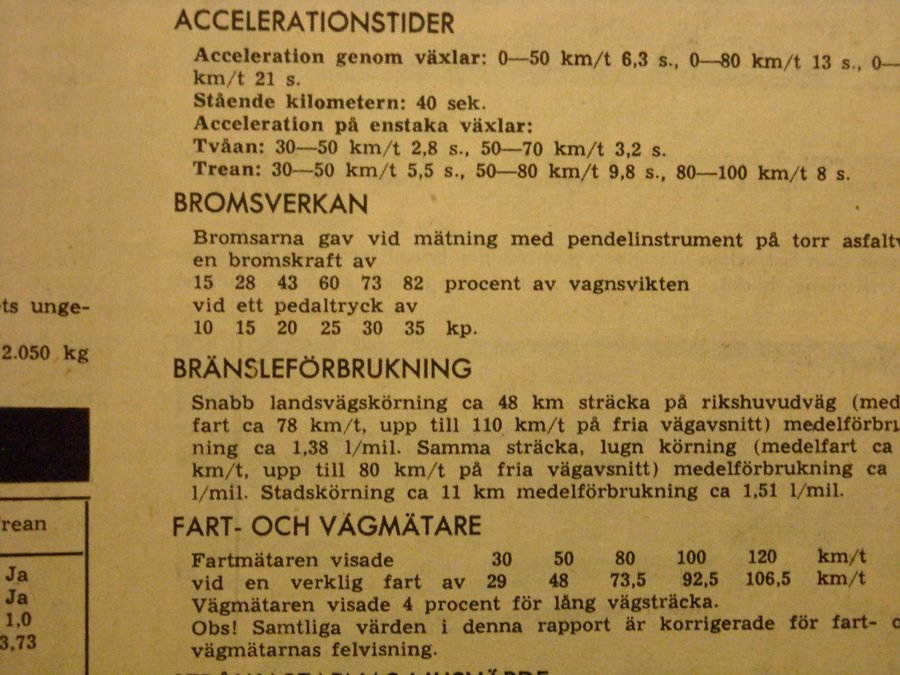 ACCELERATIONSTIDER
Acceleration genom växlar: 0—50 km/t 6,3 s., 0—80 km/t 13 s., 0—
km/t 21 s.
Stående kilometern: 40 sek.
Acceleration på enstaka växlar:
Tvåan: 30—50 km/t 2,8 s., 50—70 km/t 3,2 s.
Trean: 30—50 km/t 5,5 s., 50—80 km/t 9,8 s., 80—100 km/t 8 s.
BROMSVERKAN
Bromsarna gav vid mätning med pendelinstrument på torr asfaltv
en bromskraft av
15 28 43 60 73 82 procent av vagnsvikten
vid ett pedaltryck av
10 15 20 25 30 35 kp.
BRÄNSLEFÖRBRUKNING
Snabb landsvägskörning ca 48 km sträcka på rikshuvudväg (med
fart ca 78 km/t, upp till 110 km/t på fria vägavsnitt) medelförbru
ning ca 1,38 l/mil. Samma sträcka, lugn körning (medelfart ca
km/t, upp till 80 km/t på fria vägavsnitt) medelförbrukning ca
l/mil. Stadskörning ca 11 km medelförbrukning ca 1,51 l/mil.
FART- OCH VÄGMÄTARE
Fartmätaren visade 30 50 80 100 120 km/t
vid en verklig fart av 29 48 73,5 92,5 106,5 km/t
Vägmätaren visade 4 procent för lång vägsträcka.
Obs! Samtliga värden i denna rapport är korrigerade för fart- o
vägmätarnas felvisning.
ts unge-
2.050 kg
rean
Ja
Ja
1,0
3,73